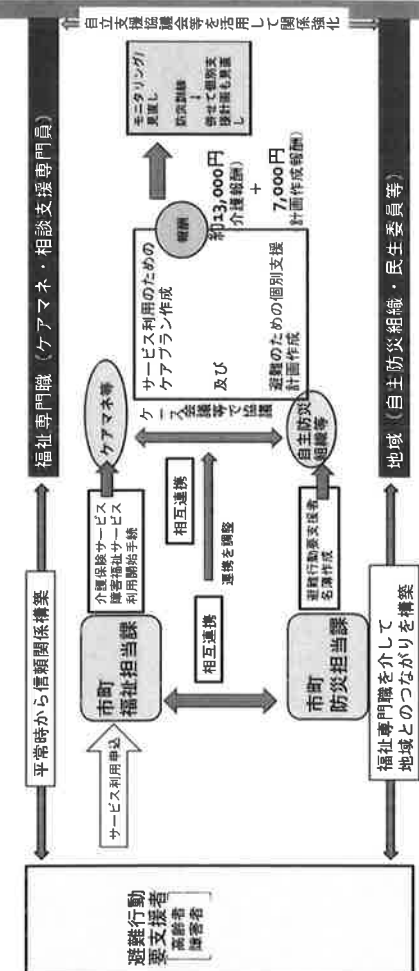 避難行動
要支援者
高齢者
障害者
平常時から信頼関係構築
福祉専門職（ケアマネ・相談支援専門員）
サービス利用申込
市町
福祉担当課
介護保険サービス
障害福祉サービス
利用開始手続
ケアマネ等
相互連携
相互連携
連携を調整
ケース会議等で協議
サービス利用のための
ケアプラン作成
及び
避難のための個別支援
計画作成
報酬
約13,000円
（介護報酬）
＋
7,000円
（計画作成報酬）
モニタリング/
見直し
防災訓練
↓
併せて個別支
援計画も見直
し
市町
防災担当課
避難行動要支援者
名簿作成
自主防災
組織等
福祉専門職を介して
地域とのつながりを構築
地域（自主防災組織・民生委員等）
自立支援協議会等を活用して関係強化